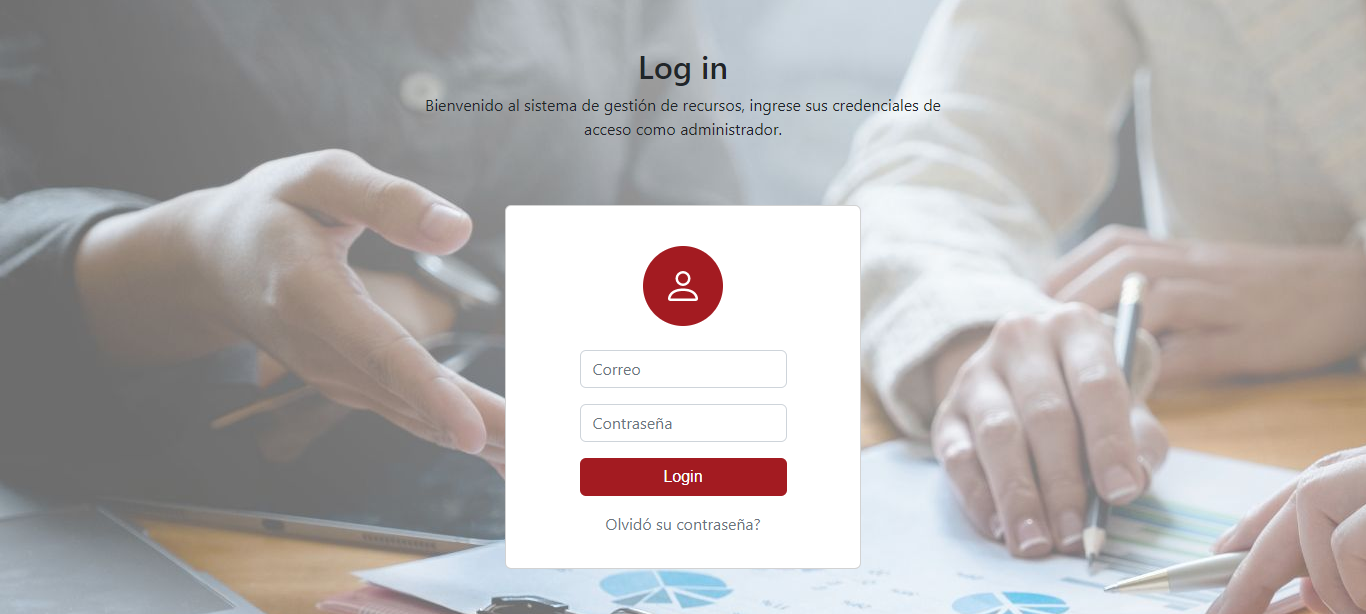 Log in
Bienvenido al sistema de gestión de recursos, ingrese sus credenciales de
acceso como administrador.
Correo
Contraseña
Login
Olvidó su contraseña?